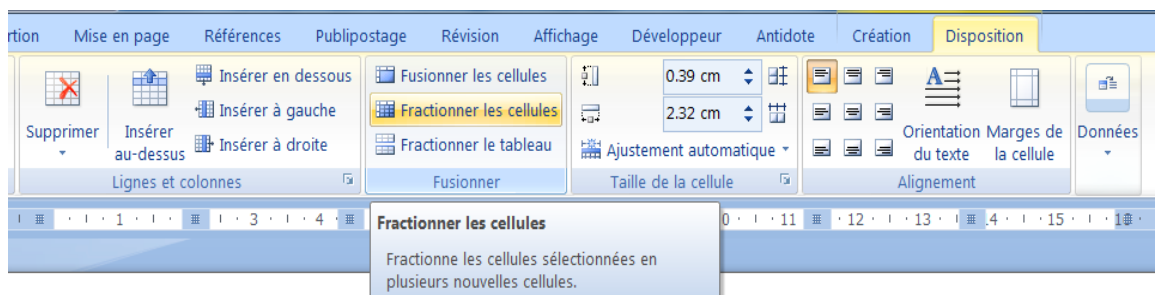 rtion Mise en page Références Publipostage Révision Affichage Développeur Antidote Création Disposition
Supprimer
Insérer
au-dessus
Insérer en dessous
Insérer à gauche
Insérer à droite
Lignes et colonnes
Fusionner les cellules
Fractionner les cellules
Fractionner le tableau
Fusionner
0.39 cm
2.32 cm
Ajustement automatique
Taille de la cellule
Orientation
du texte
Marges de
la cellule
Alignement
Données
1 3 4 0 11 12 13 14 15
Fractionner les cellules
Fractionne les cellules sélectionnées en
plusieurs nouvelles cellules.